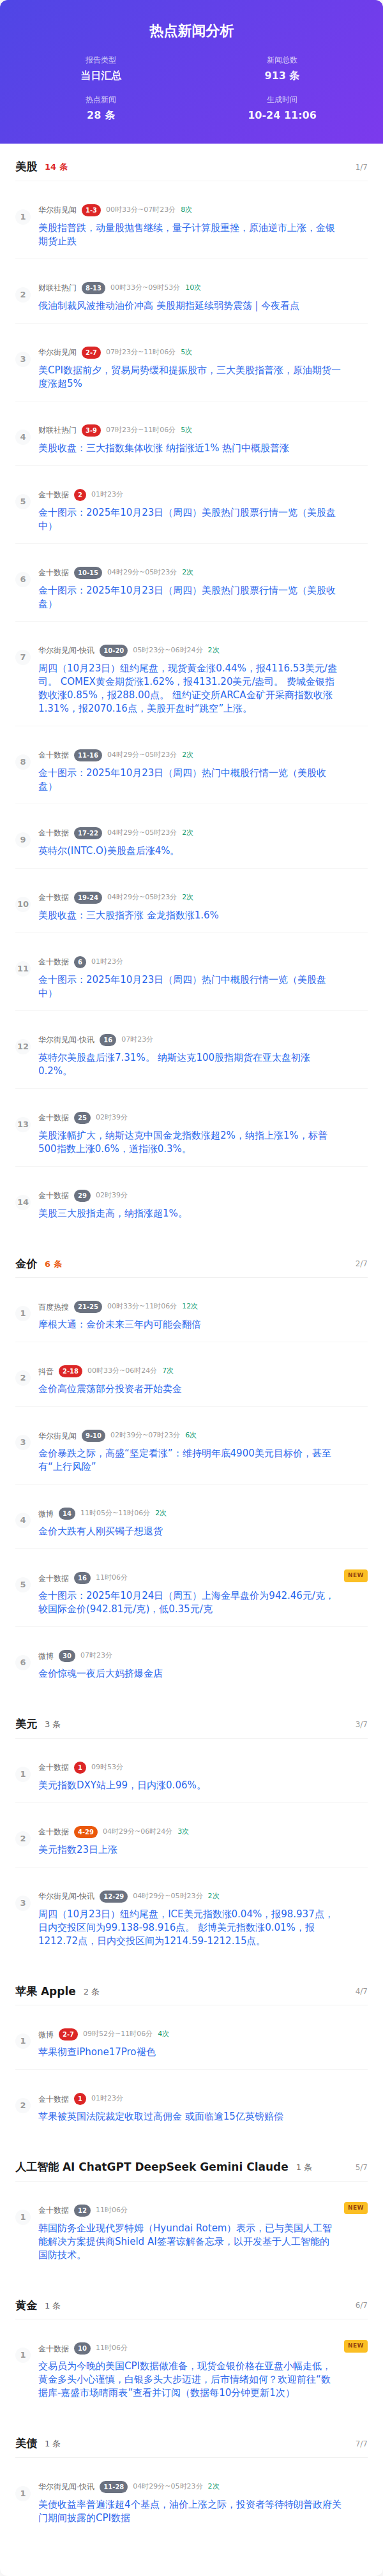 热点新闻分析
报告类型
当日汇总
新闻总数
913 条
热点新闻
28 条
生成时间
10-24 11:06
美股 14 条 1/7
1 华尔街见闻 1-3 00时33分~07时23分 8次
美股指普跌，动量股抛售继续，量子计算股重挫，原油逆市上涨，金银
期货止跌
2 财联社热门 8-13 00时33分~09时53分 10次
俄油制裁风波推动油价冲高 美股期指延续弱势震荡 | 今夜看点
3 华尔街见闻 2-7 07时23分~11时06分 5次
美CPI数据前夕，贸易局势缓和提振股市，三大美股指普涨，原油期货一
度涨超5%
4 财联社热门 3-9 07时23分~11时06分 5次
美股收盘：三大指数集体收涨 纳指涨近1% 热门中概股普涨
5 金十数据 2 01时23分
金十图示：2025年10月23日（周四）美股热门股票行情一览（美股盘
中）
6 金十数据 10-15 04时29分~05时23分 2次
金十图示：2025年10月23日（周四）美股热门股票行情一览（美股收
盘）
7 华尔街见闻-快讯 10-20 05时23分~06时24分 2次
周四（10月23日）纽约尾盘，现货黄金涨0.44%，报4116.53美元/盎
司。 COMEX黄金期货涨1.62%，报4131.20美元/盎司。 费城金银指
数收涨0.85%，报288.00点。 纽约证交所ARCA金矿开采商指数收涨
1.31%，报2070.16点，美股开盘时“跳空”上涨。
8 金十数据 11-16 04时29分~05时23分 2次
金十图示：2025年10月23日（周四）热门中概股行情一览（美股收
盘）
9 金十数据 17-22 04时29分~05时23分 2次
英特尔(INTC.O)美股盘后涨4%。
10 金十数据 19-24 04时29分~05时23分 2次
美股收盘：三大股指齐涨 金龙指数涨1.6%
11 金十数据 6 01时23分
金十图示：2025年10月23日（周四）热门中概股行情一览（美股盘
中）
12 华尔街见闻-快讯 16 07时23分
英特尔美股盘后涨7.31%。 纳斯达克100股指期货在亚太盘初涨
0.2%。
13 金十数据 25 02时39分
美股涨幅扩大，纳斯达克中国金龙指数涨超2%，纳指上涨1%，标普
500指数上涨0.6%，道指涨0.3%。
14 金十数据 29 02时39分
美股三大股指走高，纳指涨超1%。
金价 6 条 2/7
1 百度热搜 21-25 00时33分~11时06分 12次
摩根大通：金价未来三年内可能会翻倍
2 抖音 2-18 00时33分~06时24分 7次
金价高位震荡部分投资者开始卖金
3 华尔街见闻 9-10 02时39分~07时23分 6次
金价暴跌之际，高盛“坚定看涨”：维持明年底4900美元目标价，甚至
有“上行风险”
4 微博 14 11时05分~11时06分 2次
金价大跌有人刚买镯子想退货
5 金十数据 16 11时06分 NEW
金十图示：2025年10月24日（周五）上海金早盘价为942.46元/克，
较国际金价(942.81元/克)，低0.35元/克
6 微博 30 07时23分
金价惊魂一夜后大妈挤爆金店
美元 3 条 3/7
1 金十数据 1 09时53分
美元指数DXY站上99，日内涨0.06%。
2 金十数据 4-29 04时29分~06时24分 3次
美元指数23日上涨
3 华尔街见闻-快讯 12-29 04时29分~05时23分 2次
周四（10月23日）纽约尾盘，ICE美元指数涨0.04%，报98.937点，
日内交投区间为99.138-98.916点。 彭博美元指数涨0.01%，报
1212.72点，日内交投区间为1214.59-1212.15点。
苹果 Apple 2 条 4/7
1 微博 2-7 09时52分~11时06分 4次
苹果彻查iPhone17Pro褪色
2 金十数据 1 01时23分
苹果被英国法院裁定收取过高佣金 或面临逾15亿英镑赔偿
人工智能 AI ChatGPT DeepSeek Gemini Claude 1 条 5/7
1 金十数据 12 11时06分 NEW
韩国防务企业现代罗特姆（Hyundai Rotem）表示，已与美国人工智
能解决方案提供商Shield AI签署谅解备忘录，以开发基于人工智能的
国防技术。
黄金 1 条 6/7
1 金十数据 10 11时06分 NEW
交易员为今晚的美国CPI数据做准备，现货金银价格在亚盘小幅走低，
黄金多头小心谨慎，白银多头大步迈进，后市情绪如何？欢迎前往“数
据库-嘉盛市场晴雨表”查看并订阅（数据每10分钟更新1次）
美债 1 条 7/7
1 华尔街见闻-快讯 11-28 04时29分~05时23分 2次
美债收益率普遍涨超4个基点，油价上涨之际，投资者等待特朗普政府关
门期间披露的CPI数据